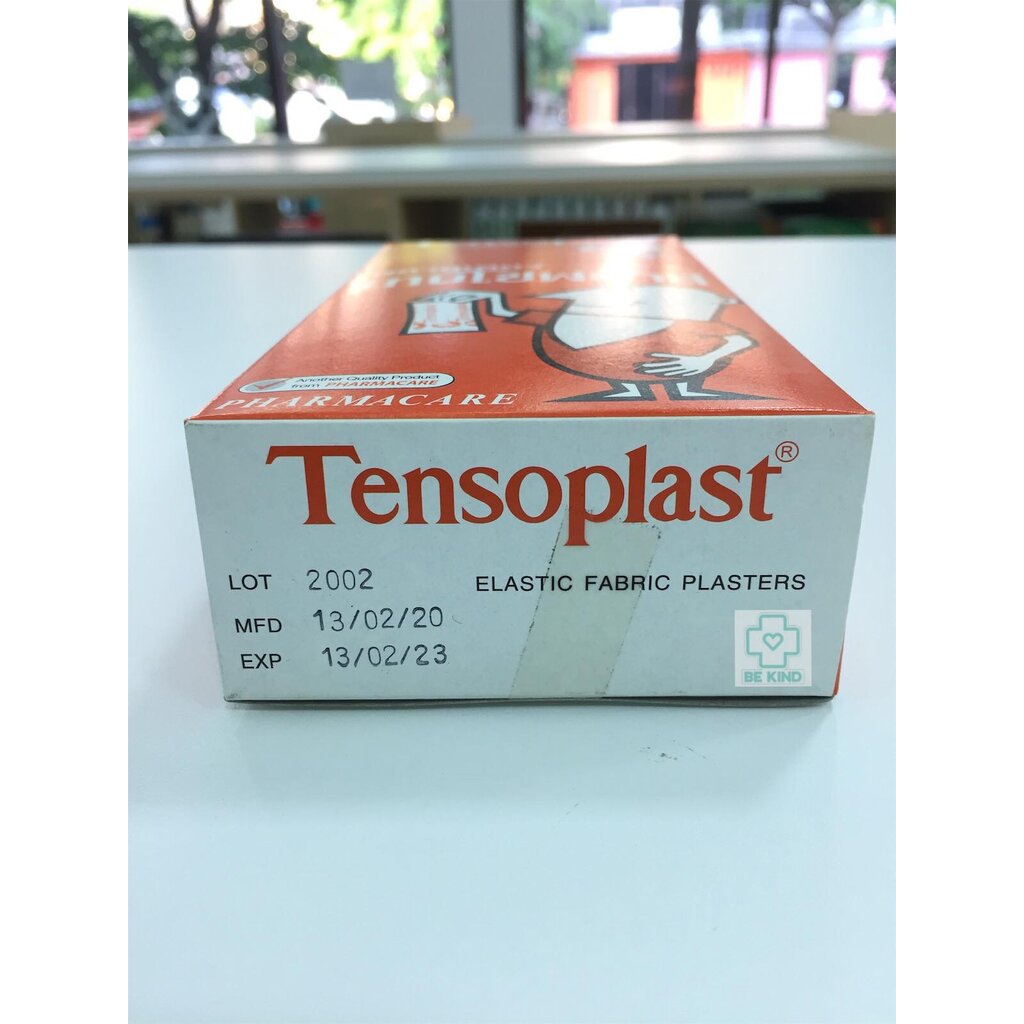 Another Quality Product
from PHARMACARE
PHARMACARE
Tensoplast®
LOT 2002
ELASTIC FABRIC PLASTERS
MFD 13/02/20
EXP 13/02/23
BE KIND